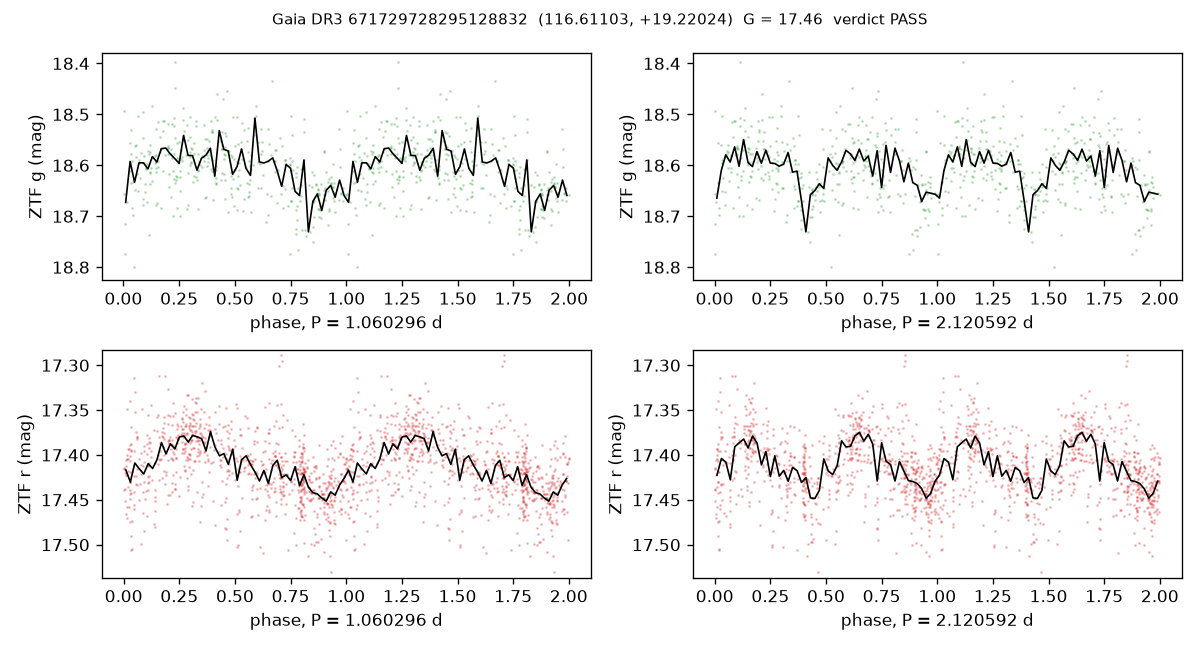 Gaia DR3 671729728295128832  (116.61103, +19.22024)  G = 17.46  verdict PASS
ZTF g (mag)
18.4
18.5
18.6
18.7
18.8
0.00 0.25 0.50 0.75 1.00 1.25 1.50 1.75 2.00
phase, P = 1.060296 d
ZTF g (mag)
18.4
18.5
18.6
18.7
18.8
0.00 0.25 0.50 0.75 1.00 1.25 1.50 1.75 2.00
phase, P = 2.120592 d
ZTF r (mag)
17.30
17.35
17.40
17.45
17.50
0.00 0.25 0.50 0.75 1.00 1.25 1.50 1.75 2.00
phase, P = 1.060296 d
ZTF r (mag)
17.30
17.35
17.40
17.45
17.50
0.00 0.25 0.50 0.75 1.00 1.25 1.50 1.75 2.00
phase, P = 2.120592 d